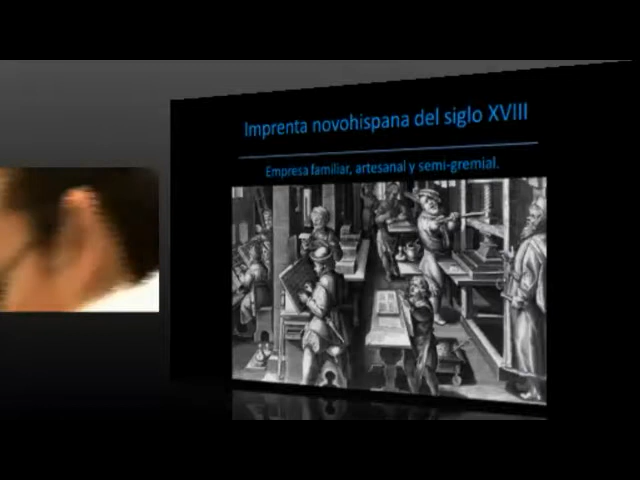 Imprenta novohispana del siglo XVIII
Empresa familiar, artesanal y semi-gremial.